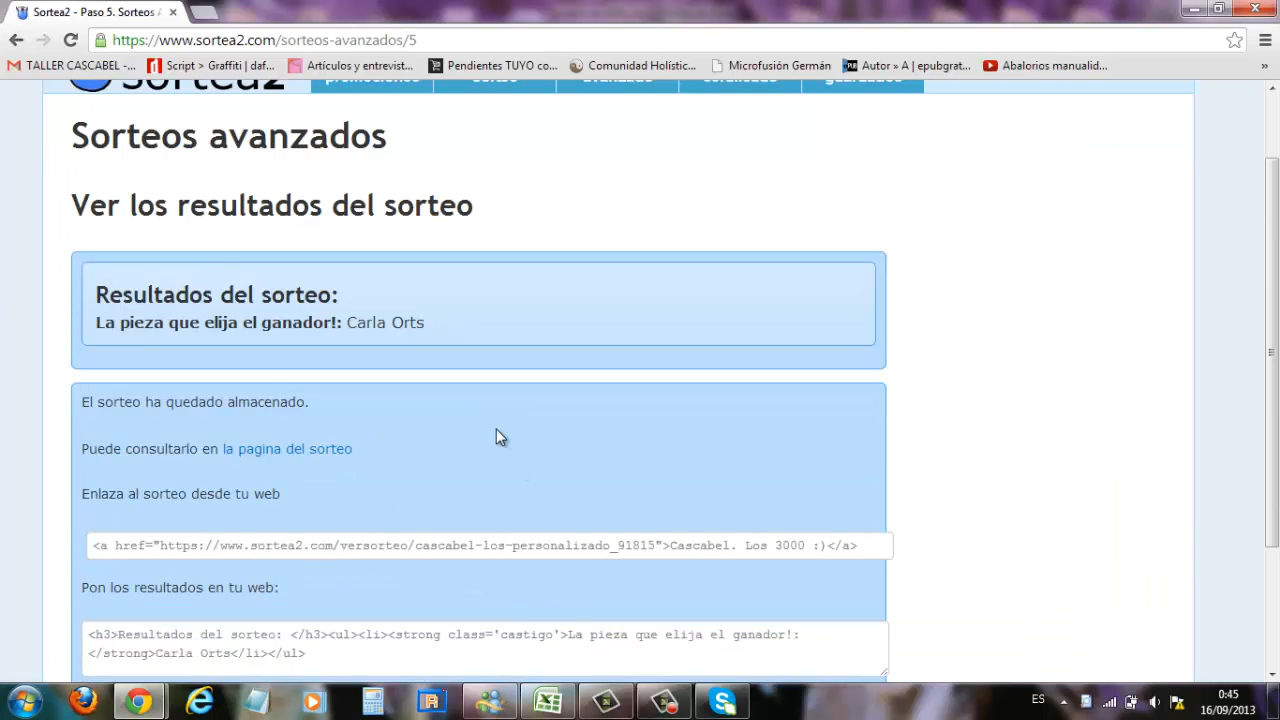 Sortea2 - Paso 5. Sorteos A
https://www.sortea2.com/sorteos-avanzados/5
TALLER CASCABEL -...
Script > Graffiti | daf...
Artículos y entrevist...
Pendientes TUYO co...
Comunidad Holístic...
Microfusión Germán
Autor » A | epubgrat...
Abalorios manualid...
»
Sortea2
Sorteos avanzados
Ver los resultados del sorteo
Resultados del sorteo:
La pieza que elija el ganador!: Carla Orts
El sorteo ha quedado almacenado.
Puede consultarlo en la pagina del sorteo
Enlaza al sorteo desde tu web
<a href="https://www.sortea2.com/versorteo/cascabel-los-personalizado_91815">Cascabel. Los 3000 :)</a>
Pon los resultados en tu web:
<h3>Resultados del sorteo: </h3><ul><li><strong class='castigo'>La pieza que elija el ganador!:
</strong>Carla Orts</li></ul>
ES
0:45
16/09/2013